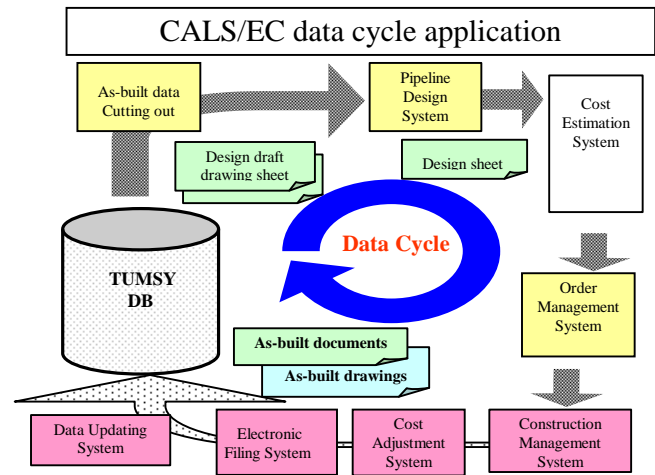 CALS/EC data cycle application
As-built data
Cutting out
Pipeline
Design
System
Cost
Estimation
System
Design draft
drawing sheet
Design sheet
Data Cycle
TUMSY
DB
Order
Management
System
As-built documents
As-built drawings
Data Updating
System
Electronic
Filing System
Cost
Adjustment
System
Construction
Management
System